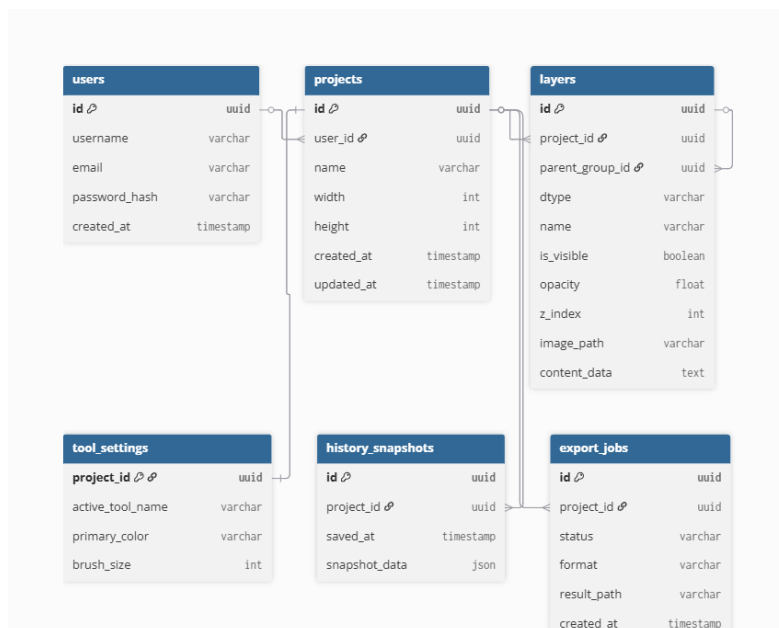 users
id uuid
username varchar
email varchar
password_hash varchar
created_at timestamp
projects
id uuid
user_id uuid
name varchar
width int
height int
created_at timestamp
updated_at timestamp
layers
id uuid
project_id uuid
parent_group_id uuid
dtype varchar
name varchar
is_visible boolean
opacity float
z_index int
image_path varchar
content_data text
tool_settings
project_id uuid
active_tool_name varchar
primary_color varchar
brush_size int
history_snapshots
id uuid
project_id uuid
saved_at timestamp
snapshot_data json
export_jobs
id uuid
project_id uuid
status varchar
format varchar
result_path varchar
created_at timestamp